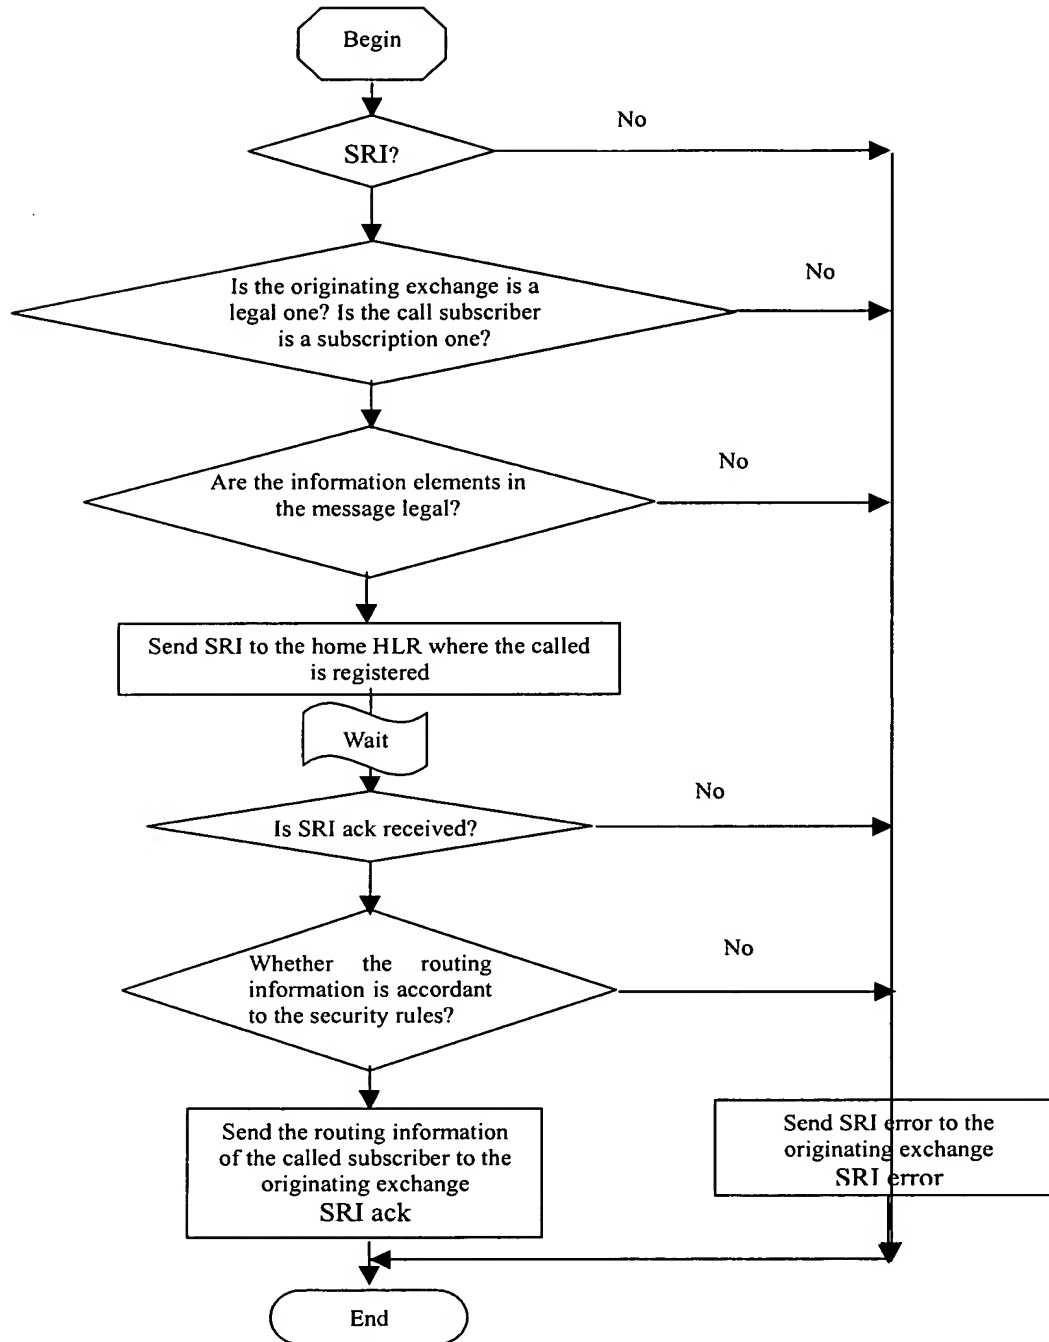 Begin
No
SRI?
No
Is the originating exchange is a
legal one? Is the call subscriber
is a subscription one?
No
Are the information elements in
the message legal?
Send SRI to the home HLR where the called
is registered
Wait
No
Is SRI ack received?
No
Whether the routing
information is accordant
to the security rules?
Send the routing information
of the called subscriber to the
originating exchange
SRI ack
Send SRI error to the
originating exchange
SRI error
End